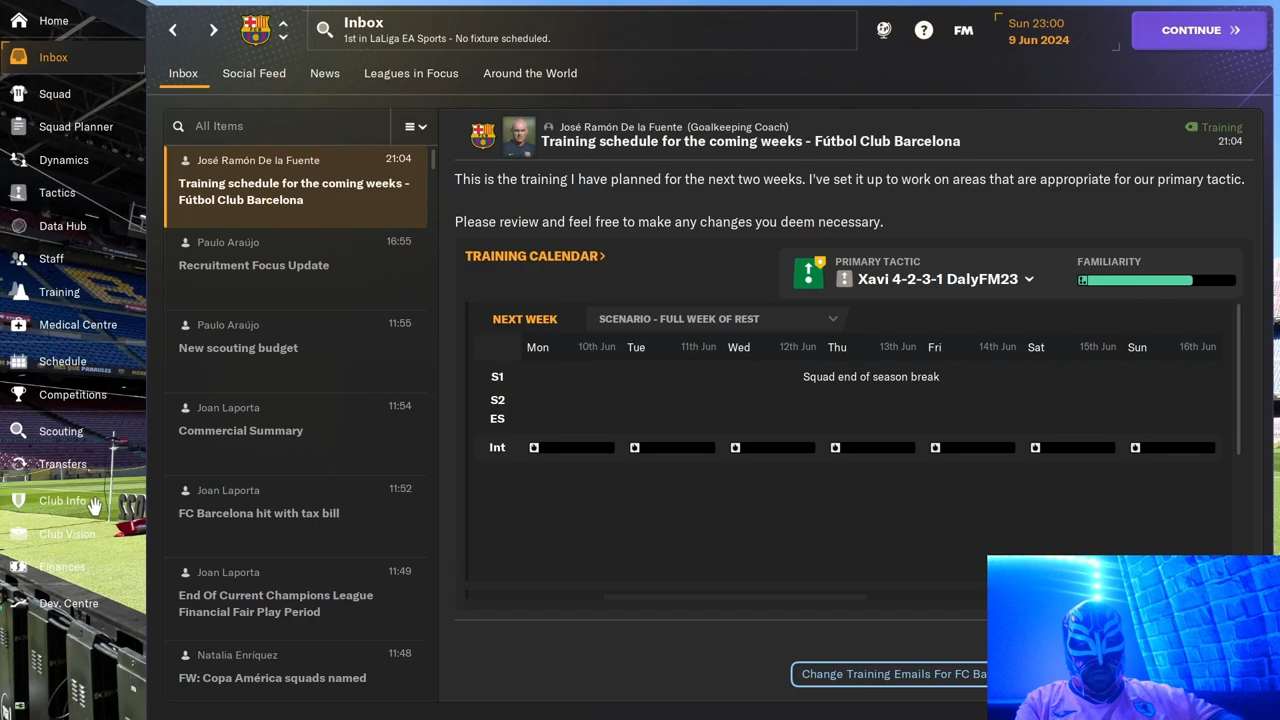 Home
Inbox
Squad
Squad Planner
Dynamics
Tactics
Data Hub
Staff
Training
Medical Centre
Schedule
Competitions
Scouting
Transfers
Club Info
Club Vision
Finances
Dev. Centre
Inbox
1st in LaLiga EA Sports - No fixture scheduled.
?
FM
Sun 23:00
9 Jun 2024
CONTINUE
Inbox Social Feed News Leagues in Focus Around the World
All Items
José Ramón De la Fuente 21:04
Training schedule for the coming weeks -
Fútbol Club Barcelona
Paulo Araújo 16:55
Recruitment Focus Update
Paulo Araújo 11:55
New scouting budget
Joan Laporta 11:54
Commercial Summary
Joan Laporta 11:52
FC Barcelona hit with tax bill
Joan Laporta 11:49
End Of Current Champions League
Financial Fair Play Period
Natalia Enríquez 11:48
FW: Copa América squads named
José Ramón De la Fuente (Goalkeeping Coach)
Training schedule for the coming weeks - Fútbol Club Barcelona
Training
21:04
This is the training I have planned for the next two weeks. I've set it up to work on areas that are appropriate for our primary tactic.
Please review and feel free to make any changes you deem necessary.
TRAINING CALENDAR
PRIMARY TACTIC
Xavi 4-2-3-1 DalyFM23
FAMILIARITY
NEXT WEEK SCENARIO - FULL WEEK OF REST
Mon 10th Jun Tue 11th Jun Wed 12th Jun Thu 13th Jun Fri 14th Jun Sat 15th Jun Sun 16th Jun
S1 Squad end of season break
S2
ES
Int
Change Training Emails For FC Ba